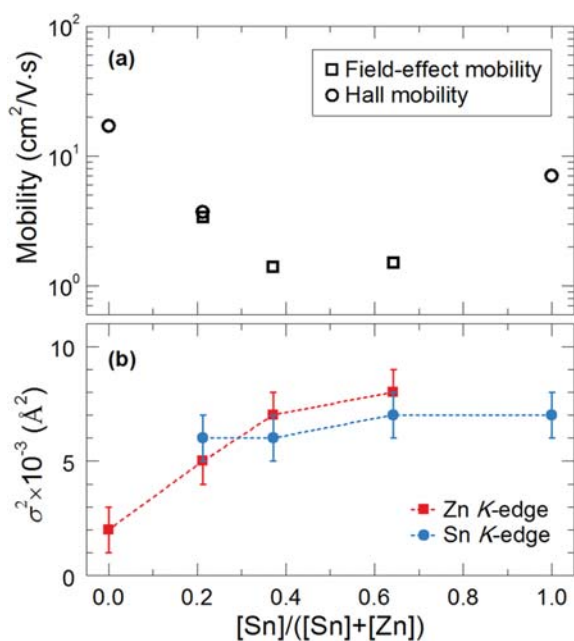 (a)
Field-effect mobility
Hall mobility
Mobility (cm²/V·s)
10²
10¹
10⁰
(b)
Zn K-edge
Sn K-edge
σ²×10⁻³ (Å²)
10
5
0
0.0 0.2 0.4 0.6 0.8 1.0
[Sn]/([Sn]+[Zn])